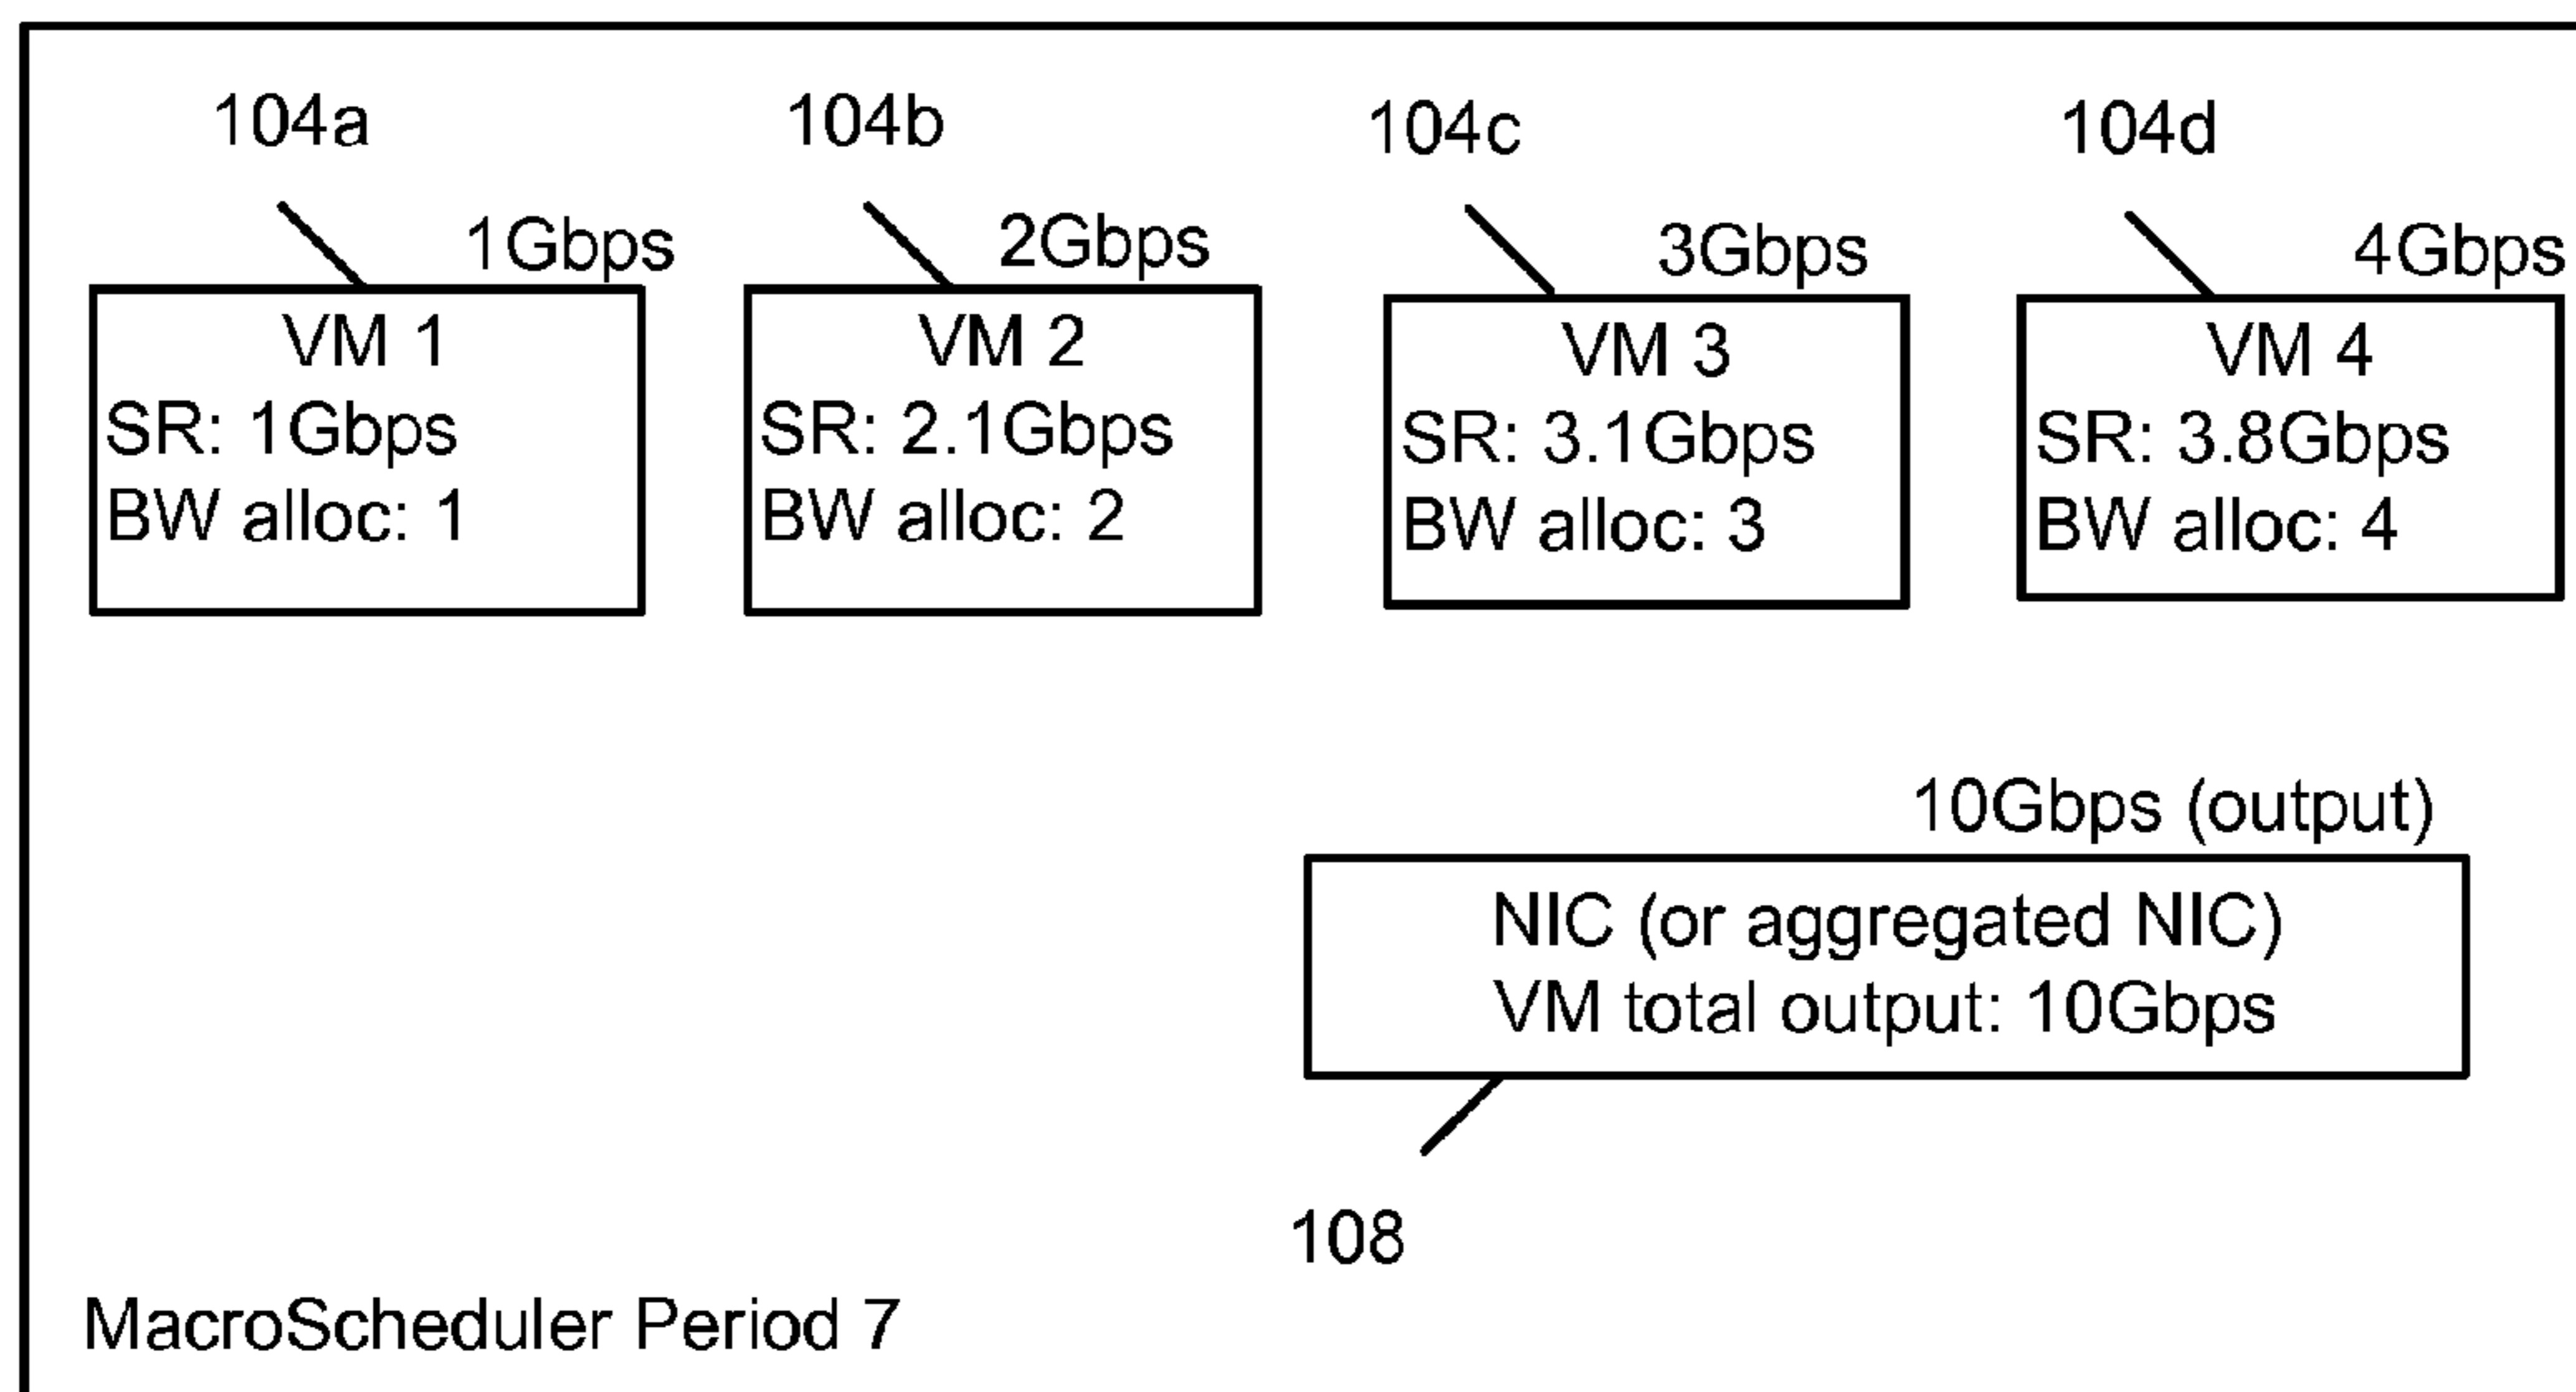 104a
104b
104c
104d
1Gbps
2Gbps
3Gbps
4Gbps
VM 1
SR: 1Gbps
BW alloc: 1
VM 2
SR: 2.1Gbps
BW alloc: 2
VM 3
SR: 3.1Gbps
BW alloc: 3
VM 4
SR: 3.8Gbps
BW alloc: 4
10Gbps (output)
NIC (or aggregated NIC)
VM total output: 10Gbps
108
MacroScheduler Period 7